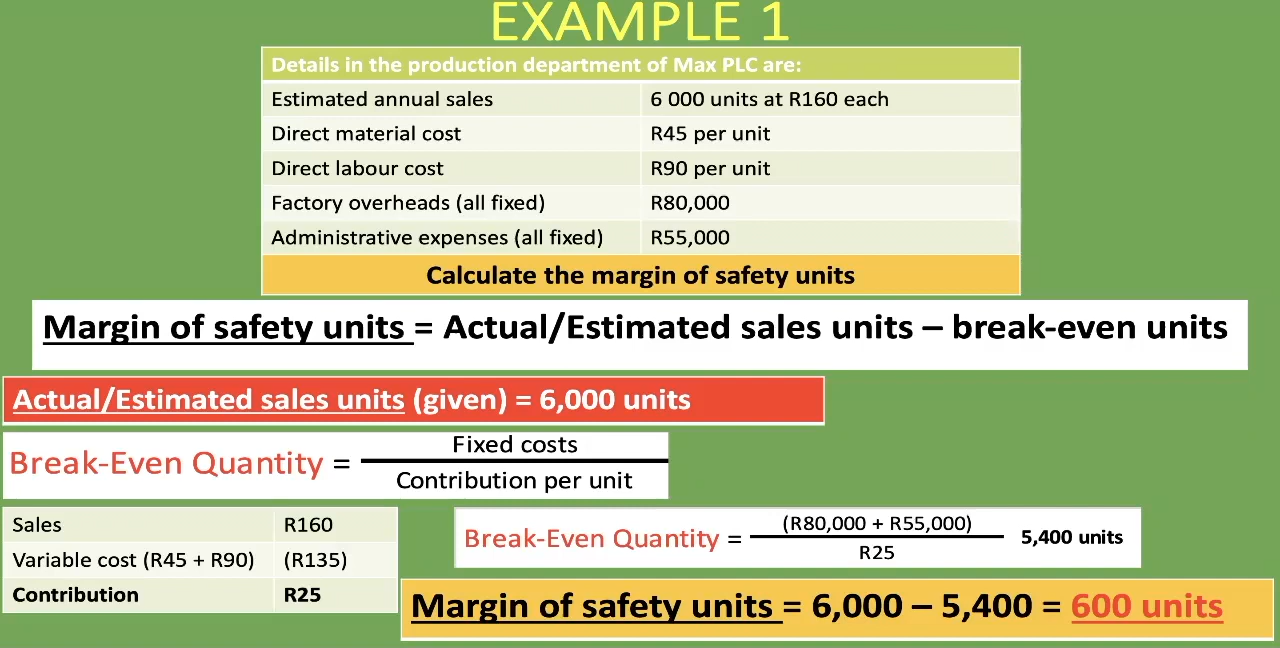 EXAMPLE 1
Details in the production department of Max PLC are:
Estimated annual sales 6 000 units at R160 each
Direct material cost R45 per unit
Direct labour cost R90 per unit
Factory overheads (all fixed) R80,000
Administrative expenses (all fixed) R55,000
Calculate the margin of safety units
Margin of safety units = Actual/Estimated sales units – break-even units
Actual/Estimated sales units (given) = 6,000 units
Fixed costs
Break-Even Quantity =
Contribution per unit
Sales R160
Variable cost (R45 + R90) (R135)
Contribution R25
(R80,000 + R55,000)
Break-Even Quantity = 5,400 units
R25
Margin of safety units = 6,000 – 5,400 = 600 units